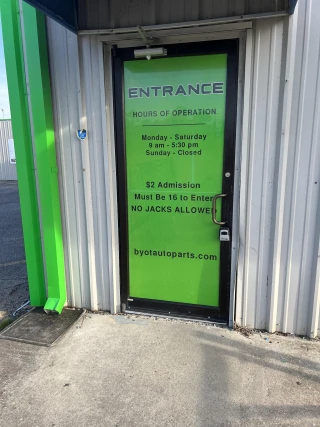 ENTRANCE
HOURS OF OPERATION
Monday - Saturday
9 am - 5:30 pm
Sunday - Closed
$2 Admission
Must Be 16 to Enter
NO JACKS ALLOWED
byotautoparts.com